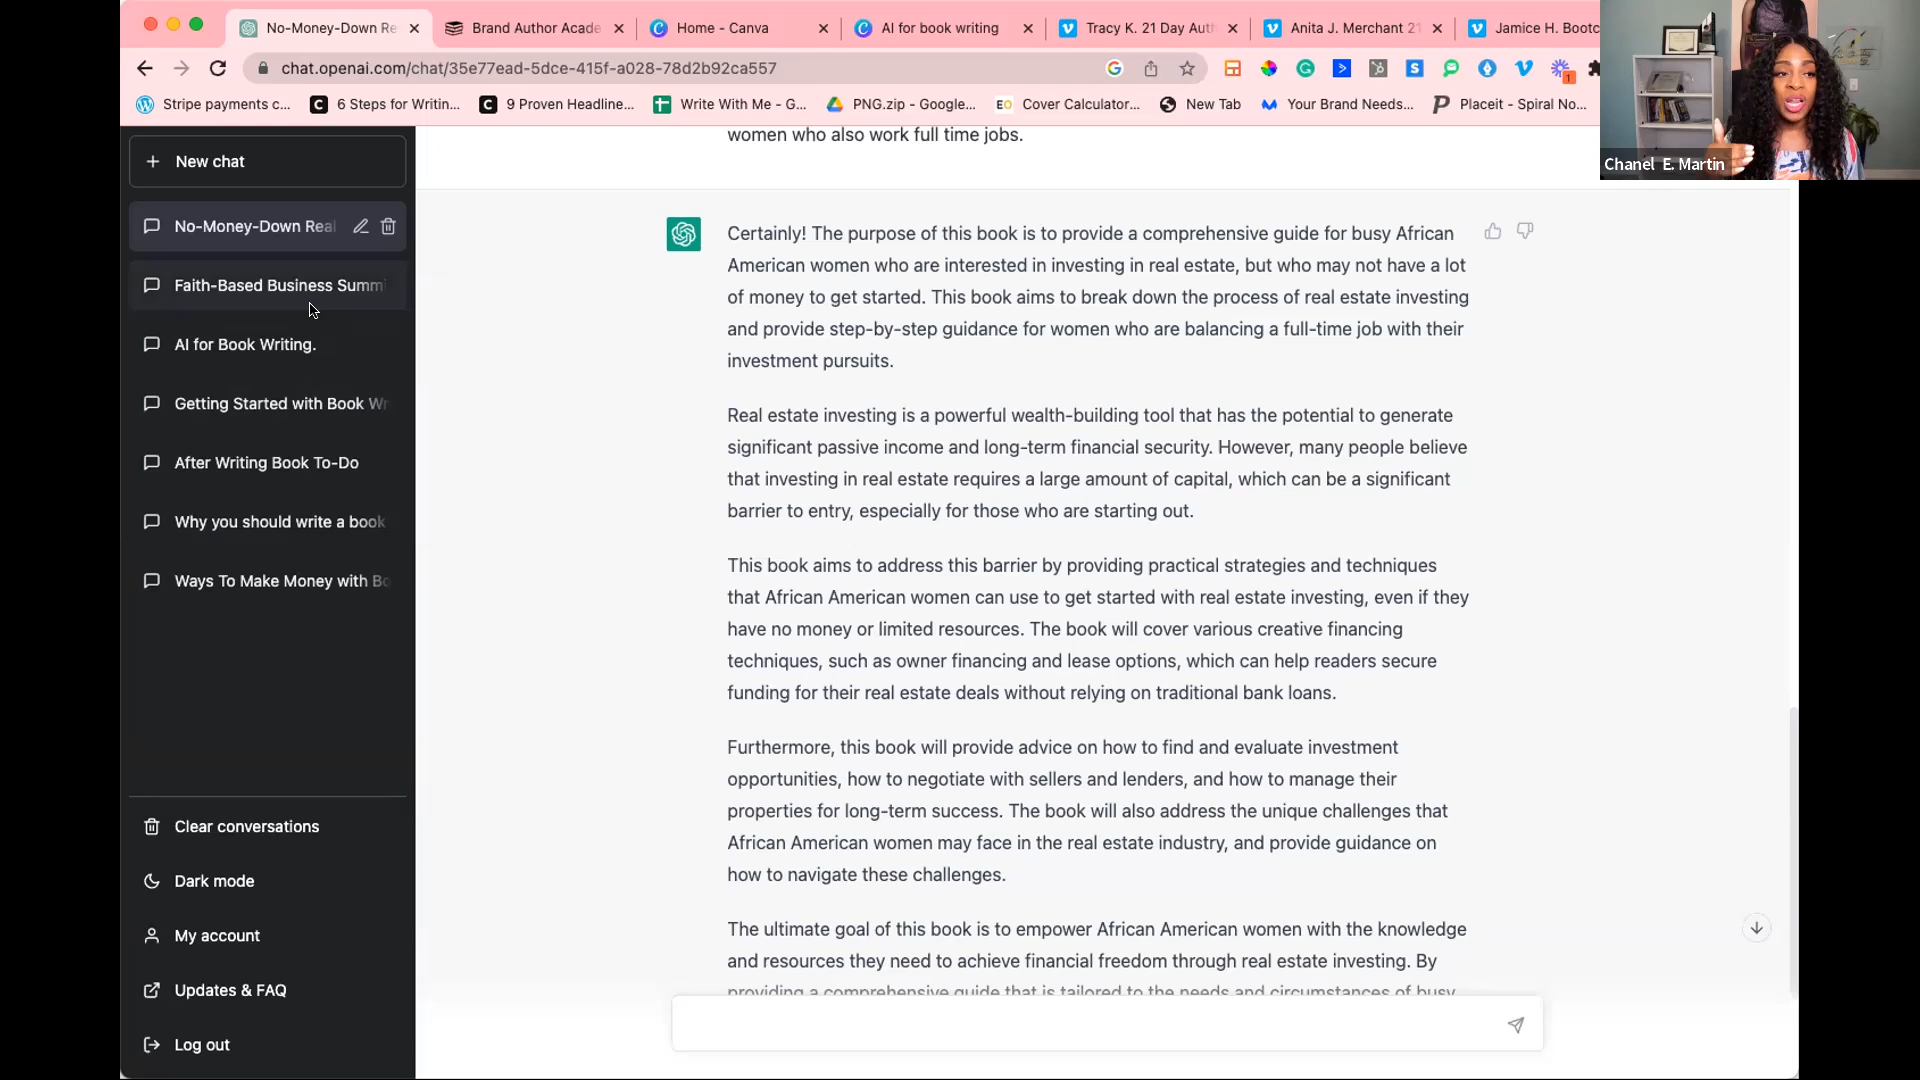 No-Money-Down Re
Brand Author Acade
Home - Canva
AI for book writing
Tracy K. 21 Day Auth
Anita J. Merchant 21
Jamice H. Bootc
chat.openai.com/chat/35e77ead-5dce-415f-a028-78d2b92ca557
Stripe payments c...
6 Steps for Writin...
9 Proven Headline...
Write With Me - G...
PNG.zip - Google...
EO Cover Calculator...
New Tab
Your Brand Needs...
Placeit - Spiral No...
Chanel E. Martin
New chat
No-Money-Down Real
Faith-Based Business Summi
AI for Book Writing.
Getting Started with Book Wr
After Writing Book To-Do
Why you should write a book
Ways To Make Money with Bo
Clear conversations
Dark mode
My account
Updates & FAQ
Log out
women who also work full time jobs.
Certainly! The purpose of this book is to provide a comprehensive guide for busy African
American women who are interested in investing in real estate, but who may not have a lot
of money to get started. This book aims to break down the process of real estate investing
and provide step-by-step guidance for women who are balancing a full-time job with their
investment pursuits.
Real estate investing is a powerful wealth-building tool that has the potential to generate
significant passive income and long-term financial security. However, many people believe
that investing in real estate requires a large amount of capital, which can be a significant
barrier to entry, especially for those who are starting out.
This book aims to address this barrier by providing practical strategies and techniques
that African American women can use to get started with real estate investing, even if they
have no money or limited resources. The book will cover various creative financing
techniques, such as owner financing and lease options, which can help readers secure
funding for their real estate deals without relying on traditional bank loans.
Furthermore, this book will provide advice on how to find and evaluate investment
opportunities, how to negotiate with sellers and lenders, and how to manage their
properties for long-term success. The book will also address the unique challenges that
African American women may face in the real estate industry, and provide guidance on
how to navigate these challenges.
The ultimate goal of this book is to empower African American women with the knowledge
and resources they need to achieve financial freedom through real estate investing. By
providing a comprehensive guide that is tailored to the needs and circumstances of busy